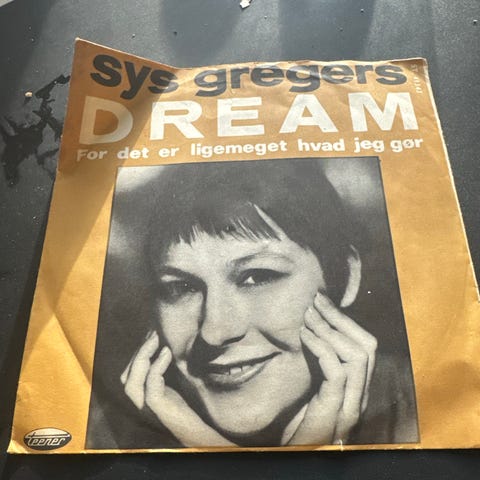 sys gregers
DREAM
For det er ligemeget hvad jeg gør
teener